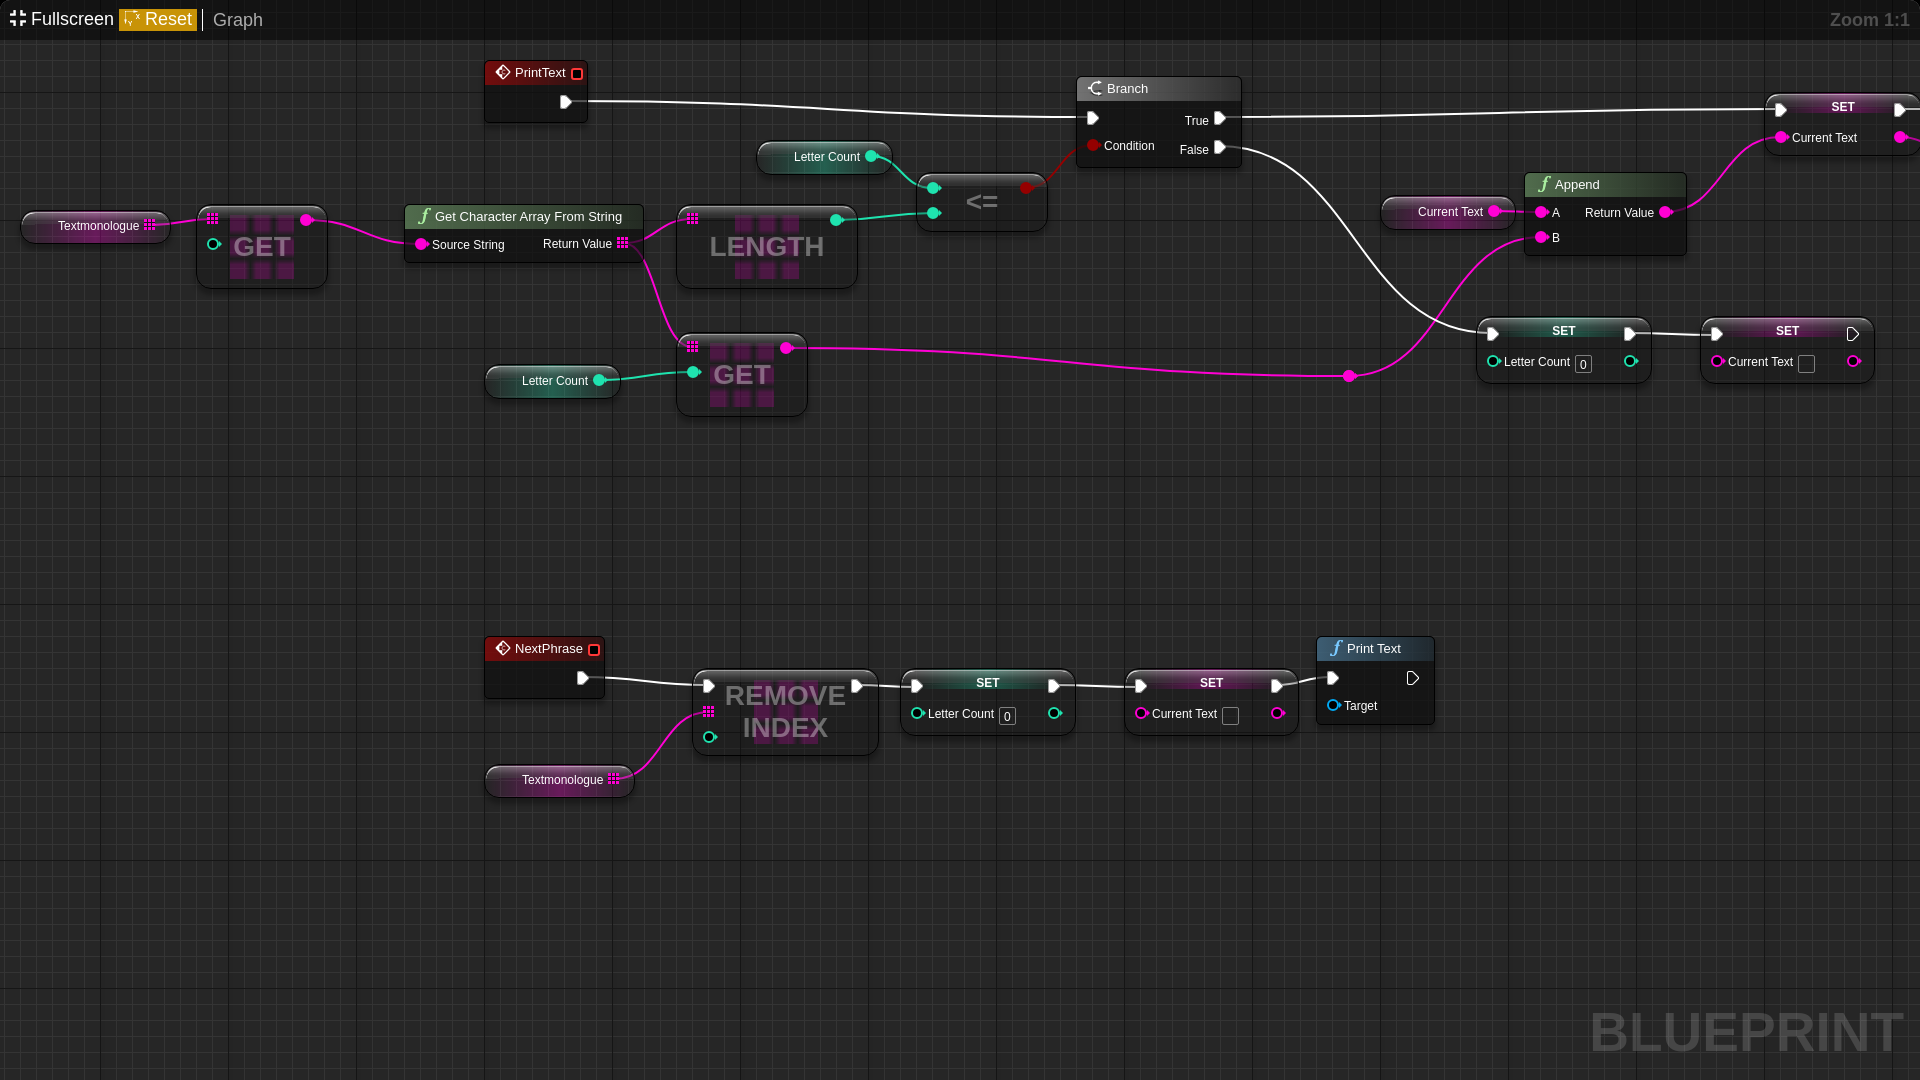 Fullscreen Reset Graph Zoom 1:1
PrintText
Branch
True
Condition
False
SET
Current Text
Letter Count
<=
Textmonologue
GET
Get Character Array From String
Source String Return Value
LENGTH
Append
Current Text
A Return Value
B
Letter Count
GET
SET
Letter Count 0
SET
Current Text
NextPhrase
REMOVE
INDEX
SET
Letter Count 0
SET
Current Text
Print Text
Target
Textmonologue
BLUEPRINT